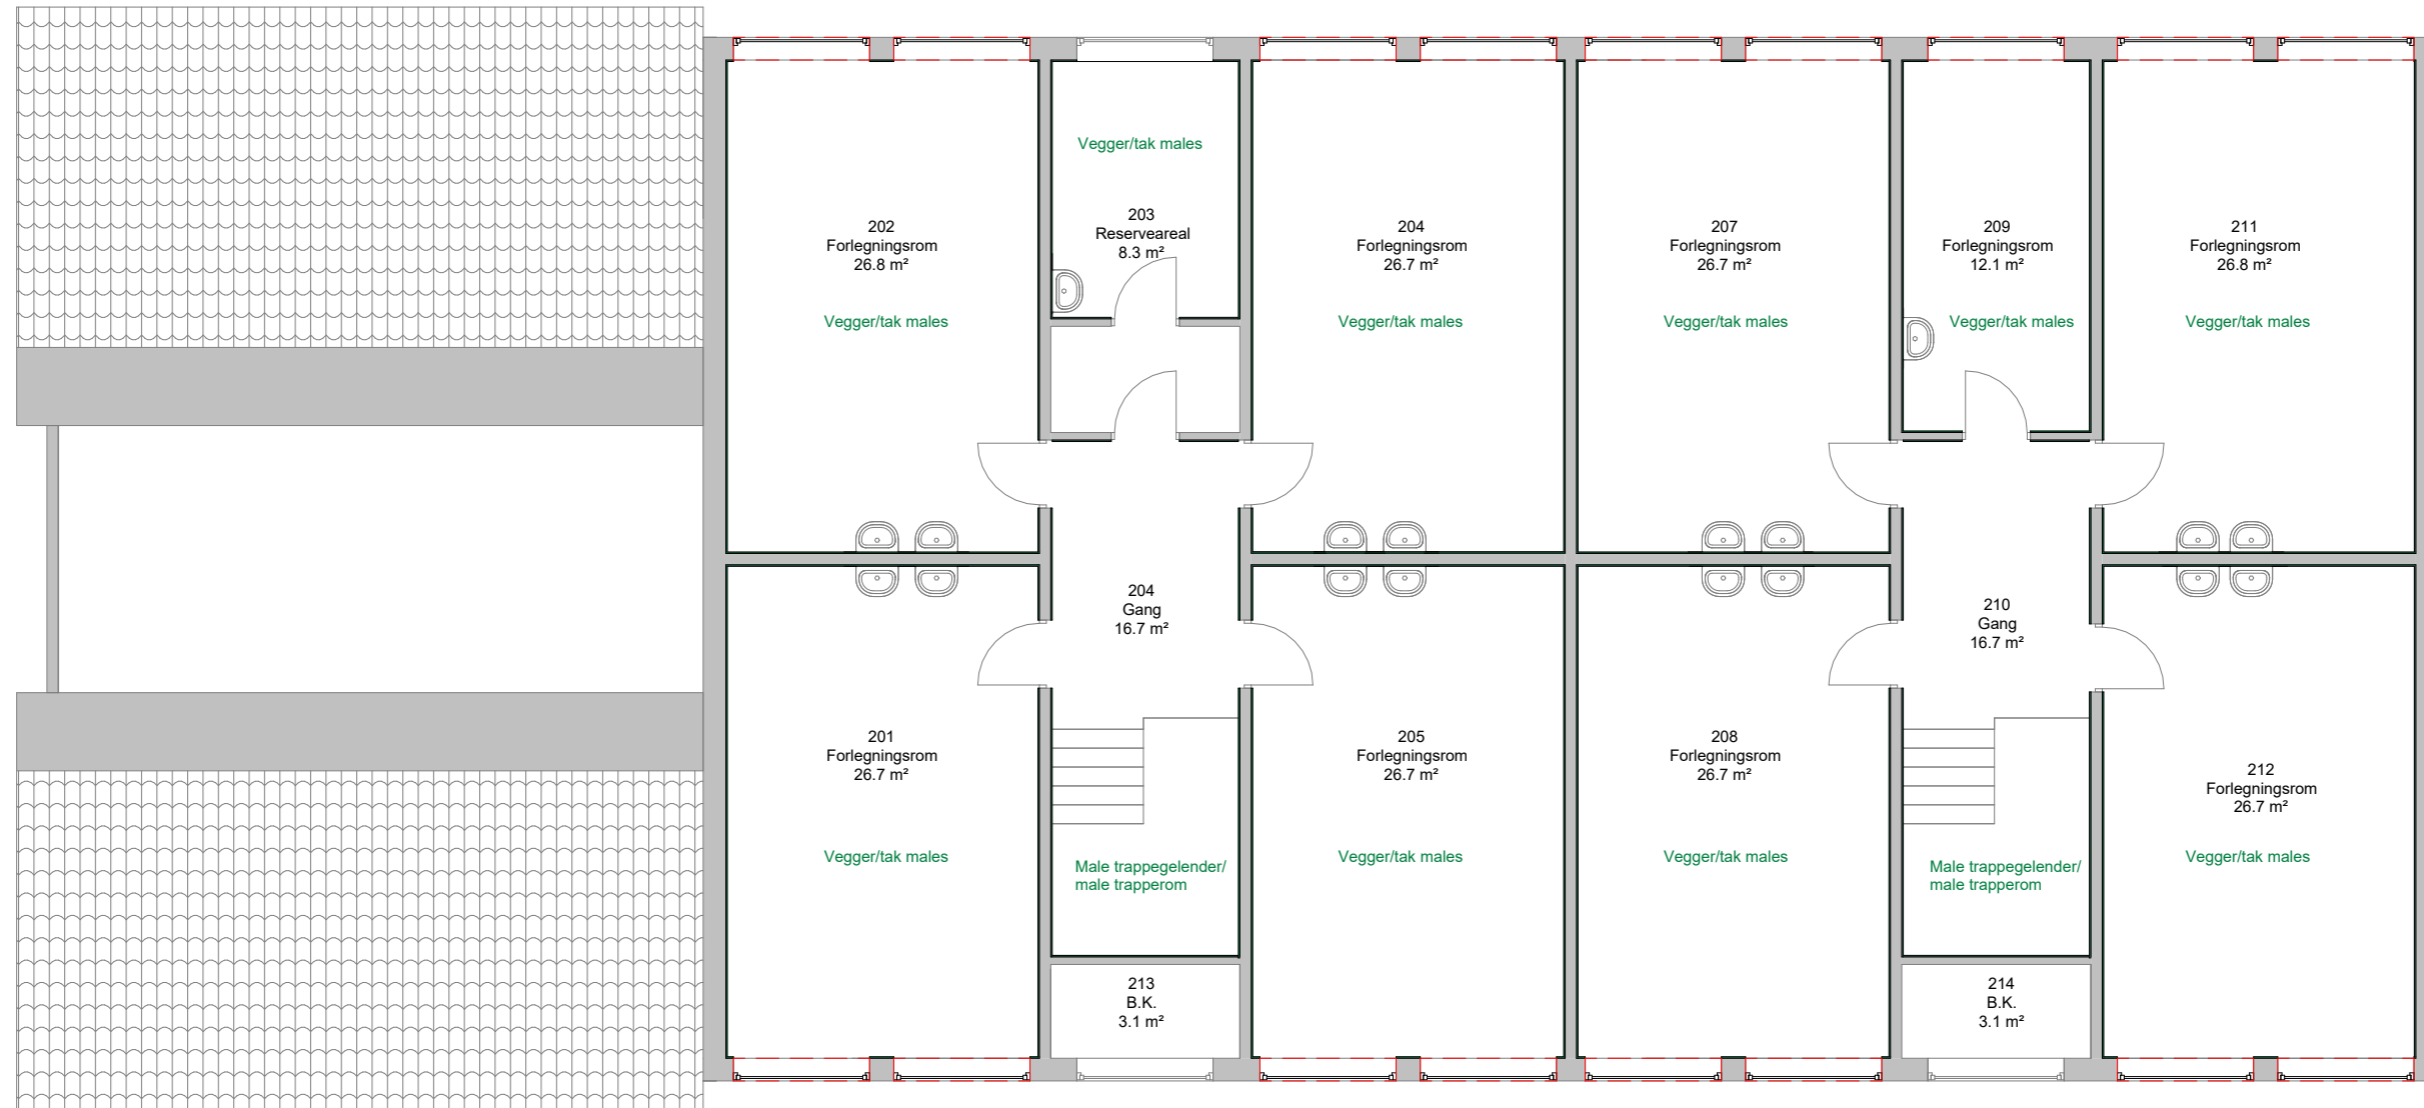 Vegger/tak males
202
Forlegningsrom
26.8 m²
Vegger/tak males
203
Reserveareal
8.3 m²
204
Forlegningsrom
26.7 m²
Vegger/tak males
207
Forlegningsrom
26.7 m²
Vegger/tak males
209
Forlegningsrom
12.1 m²
Vegger/tak males
211
Forlegningsrom
26.8 m²
Vegger/tak males
204
Gang
16.7 m²
210
Gang
16.7 m²
201
Forlegningsrom
26.7 m²
Vegger/tak males
Male trappegelender/
male trapperom
205
Forlegningsrom
26.7 m²
Vegger/tak males
208
Forlegningsrom
26.7 m²
Vegger/tak males
Male trappegelender/
male trapperom
212
Forlegningsrom
26.7 m²
Vegger/tak males
213
B.K.
3.1 m²
214
B.K.
3.1 m²